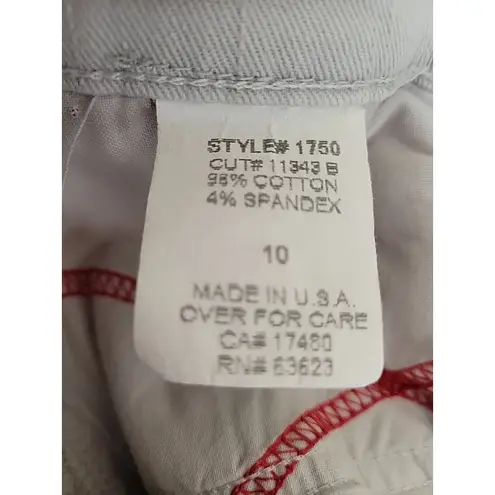 STYLE# 1750
CUT# 11343 B
96% COTTON
4% SPANDEX
10
MADE IN U.S.A.
OVER FOR CARE
CA# 17480
RN# 63623